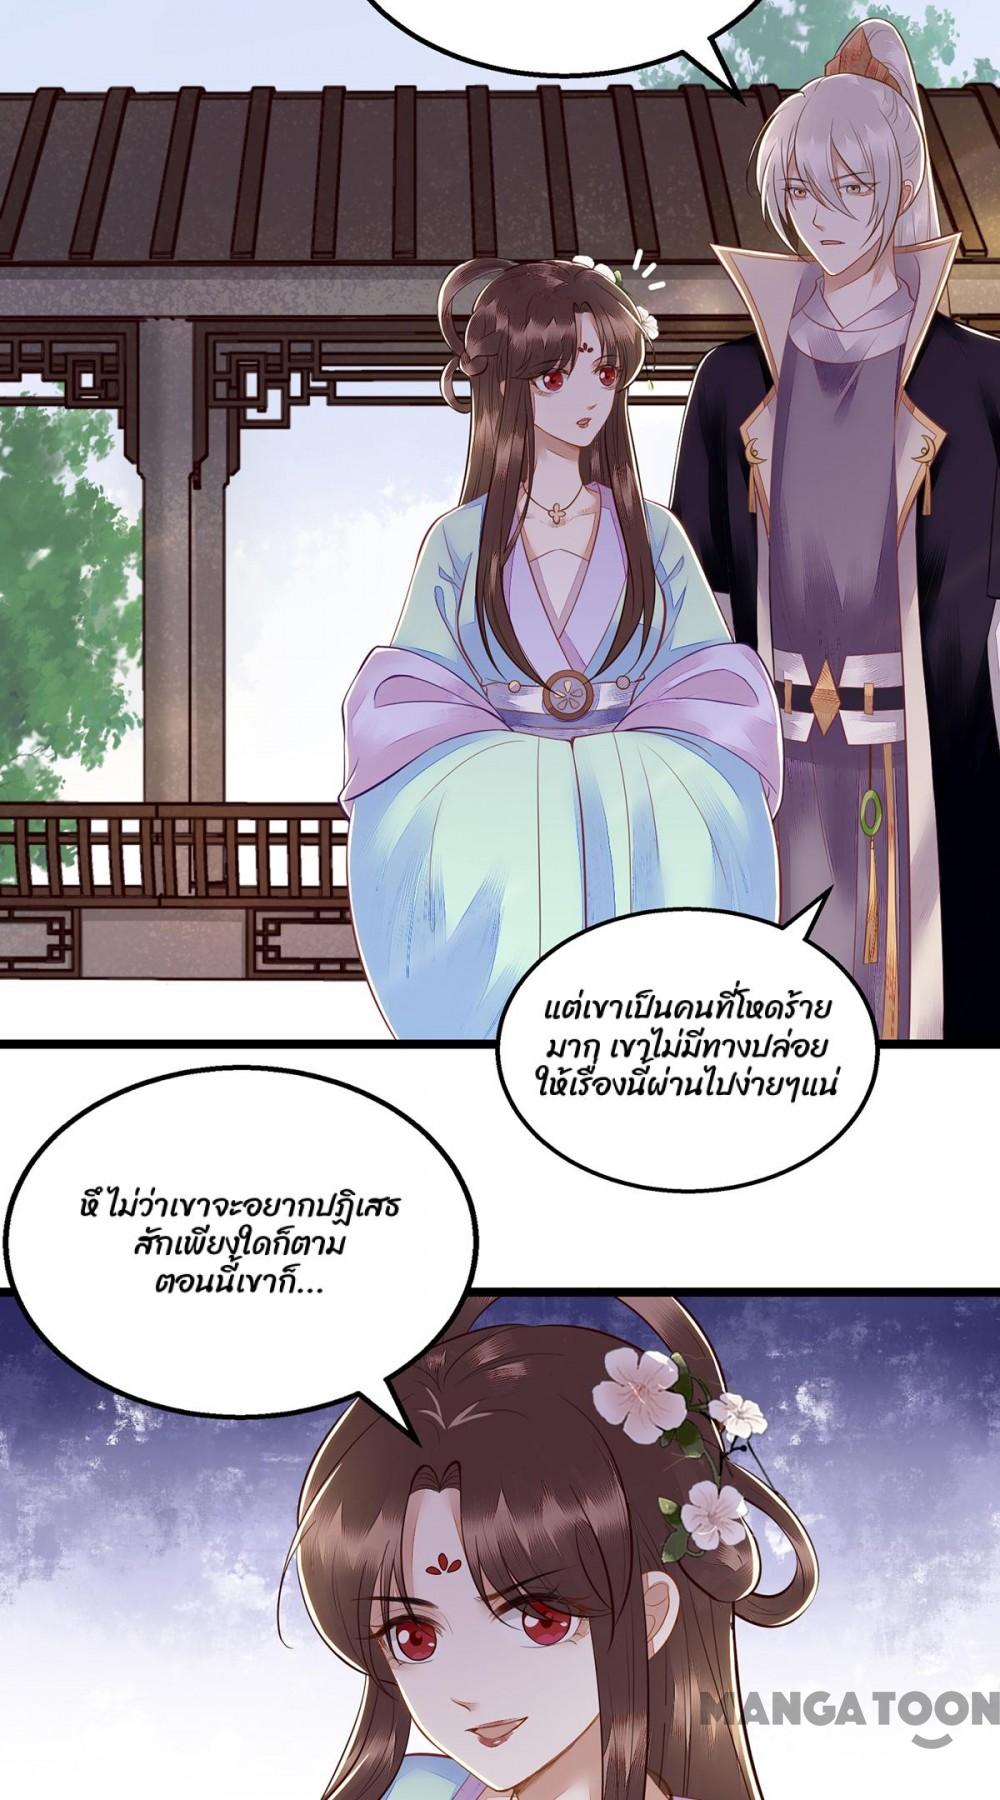 แต่เขาเป็นคนที่โหดร้าย
มาก เขาไม่มีทางปล่อย
ให้เรื่องนี้ผ่านไปง่ายๆแน่
หึ ไม่ว่าเขาจะอยากปฏิเสธ
สักเพียงใดก็ตาม
ตอนนี้เขาก็...
MANGATOON